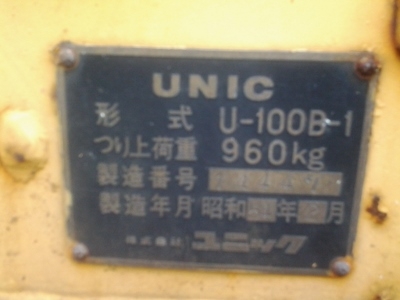 UNIC
形 式 U-100B-1
つり上荷重 960kg
製造番号
製造年月 昭和 年 月
株式会社 ユニック